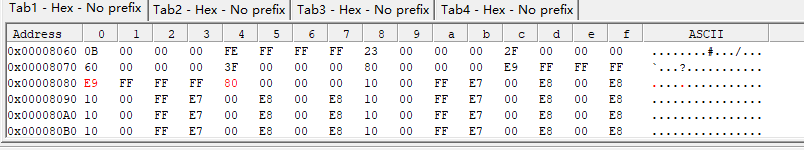 Tab1 - Hex - No prefix Tab2 - Hex - No prefix Tab3 - Hex - No prefix Tab4 - Hex - No prefix
Address 0 1 2 3 4 5 6 7 8 9 a b c d e f ASCII
0x00008060 0B 00 00 00 FE FF FF FF 23 00 00 00 2F 00 00 00 ........#.../...
0x00008070 60 00 00 00 3F 00 00 00 80 00 00 00 E9 FF FF FF `...?...........
0x00008080 E9 FF FF FF 80 00 00 00 10 00 FF E7 00 E8 00 E8 ................
0x00008090 10 00 FF E7 00 E8 00 E8 10 00 FF E7 00 E8 00 E8 ................
0x000080A0 10 00 FF E7 00 E8 00 E8 10 00 FF E7 00 E8 00 E8 ................
0x000080B0 10 00 FF E7 00 E8 00 E8 10 00 FF E7 00 E8 00 E8 ................